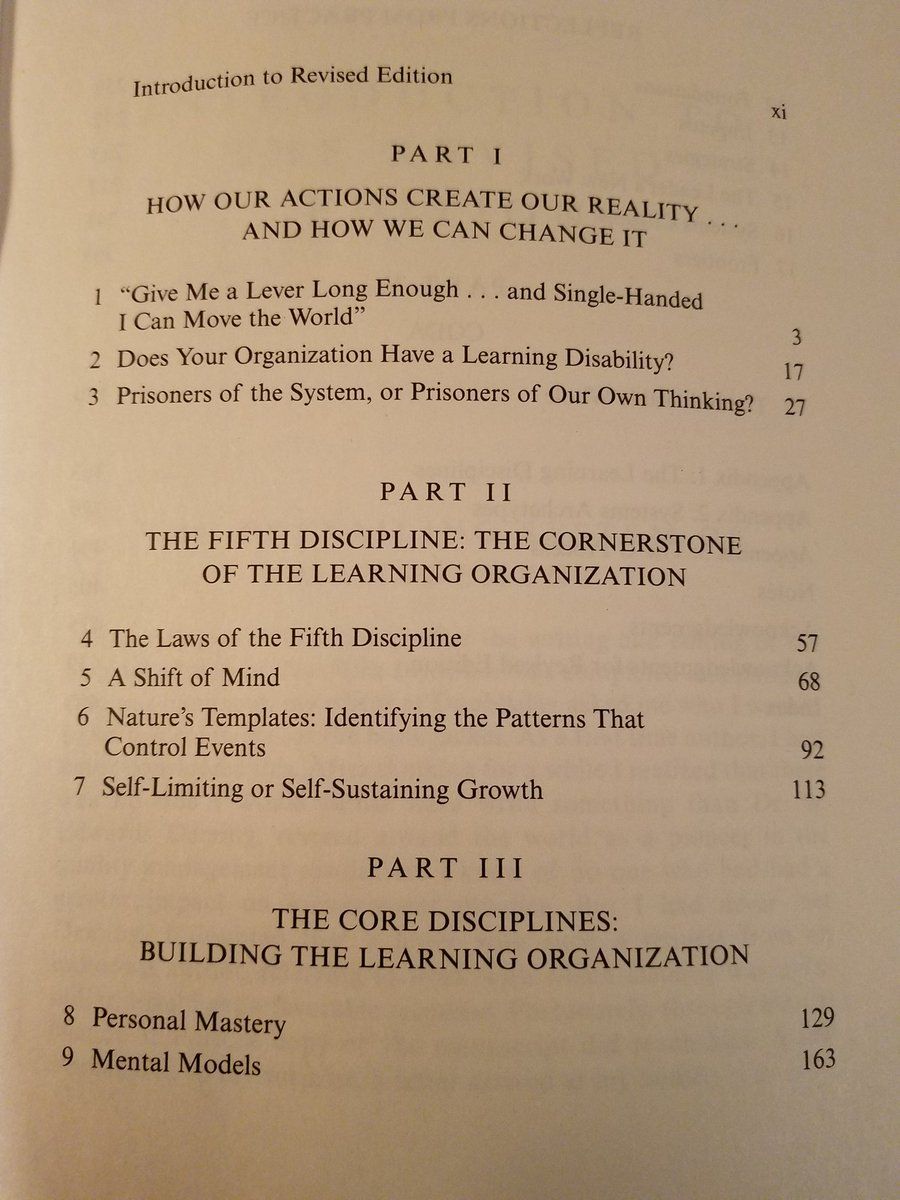 Introduction to Revised Edition
xi
PART I
HOW OUR ACTIONS CREATE OUR REALITY . . .
AND HOW WE CAN CHANGE IT
1 “Give Me a Lever Long Enough . . . and Single-Handed
I Can Move the World” 3
2 Does Your Organization Have a Learning Disability? 17
3 Prisoners of the System, or Prisoners of Our Own Thinking? 27
PART II
THE FIFTH DISCIPLINE: THE CORNERSTONE
OF THE LEARNING ORGANIZATION
4 The Laws of the Fifth Discipline 57
5 A Shift of Mind 68
6 Nature’s Templates: Identifying the Patterns That
Control Events 92
7 Self-Limiting or Self-Sustaining Growth 113
PART III
THE CORE DISCIPLINES:
BUILDING THE LEARNING ORGANIZATION
8 Personal Mastery 129
9 Mental Models 163